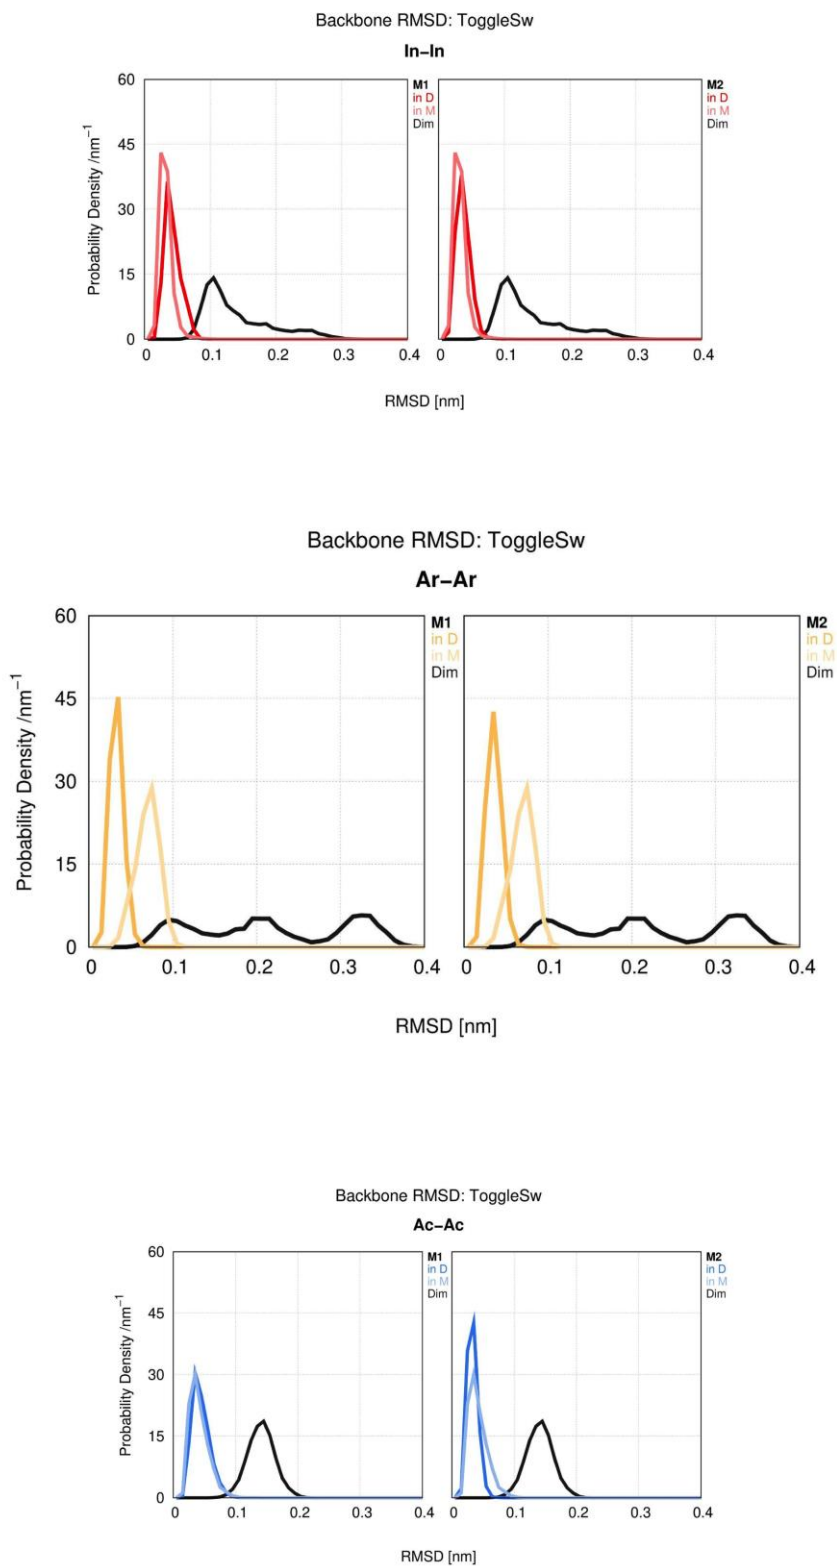 Backbone RMSD: ToggleSw
In–In
Probability Density /nm⁻¹
60
45
30
15
0
0 0.1 0.2 0.3 0.4
M1
in D
in M
Dim
0 0.1 0.2 0.3 0.4
M2
in D
in M
Dim
RMSD [nm]
Backbone RMSD: ToggleSw
Ar–Ar
Probability Density /nm⁻¹
60
45
30
15
0
0 0.1 0.2 0.3 0.4
M1
in D
in M
Dim
0 0.1 0.2 0.3 0.4
M2
in D
in M
Dim
RMSD [nm]
Backbone RMSD: ToggleSw
Ac–Ac
Probability Density /nm⁻¹
60
45
30
15
0
0 0.1 0.2 0.3 0.4
M1
in D
in M
Dim
0 0.1 0.2 0.3 0.4
M2
in D
in M
Dim
RMSD [nm]